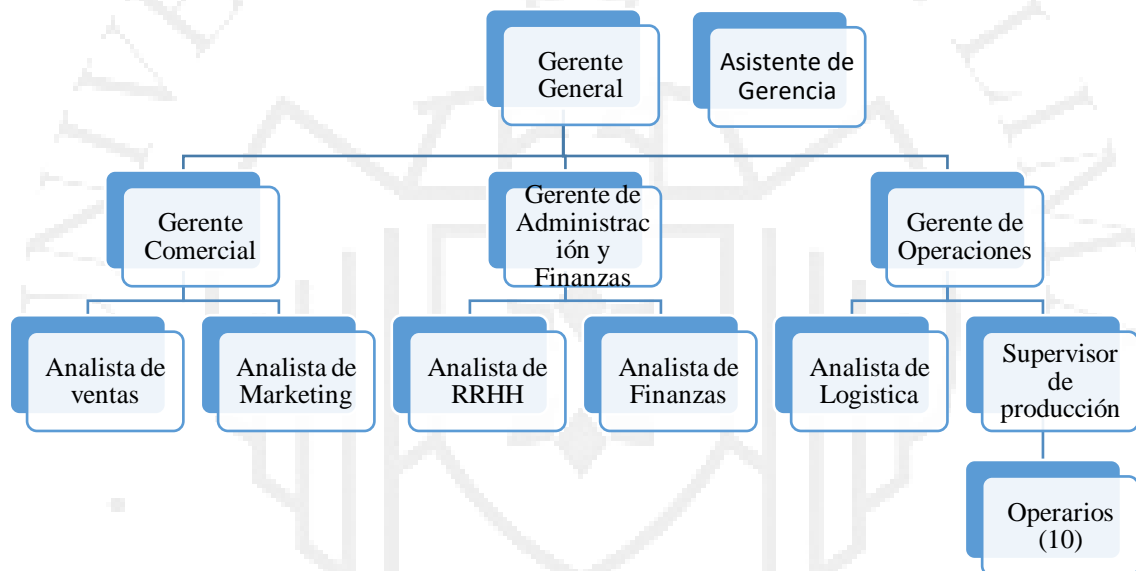 Gerente
General
Asistente de
Gerencia
Gerente
Comercial
Gerente de
Administrac
ión y
Finanzas
Gerente de
Operaciones
Analista de
ventas
Analista de
Marketing
Analista de
RRHH
Analista de
Finanzas
Analista de
Logistica
Supervisor
de
producción
Operarios
(10)